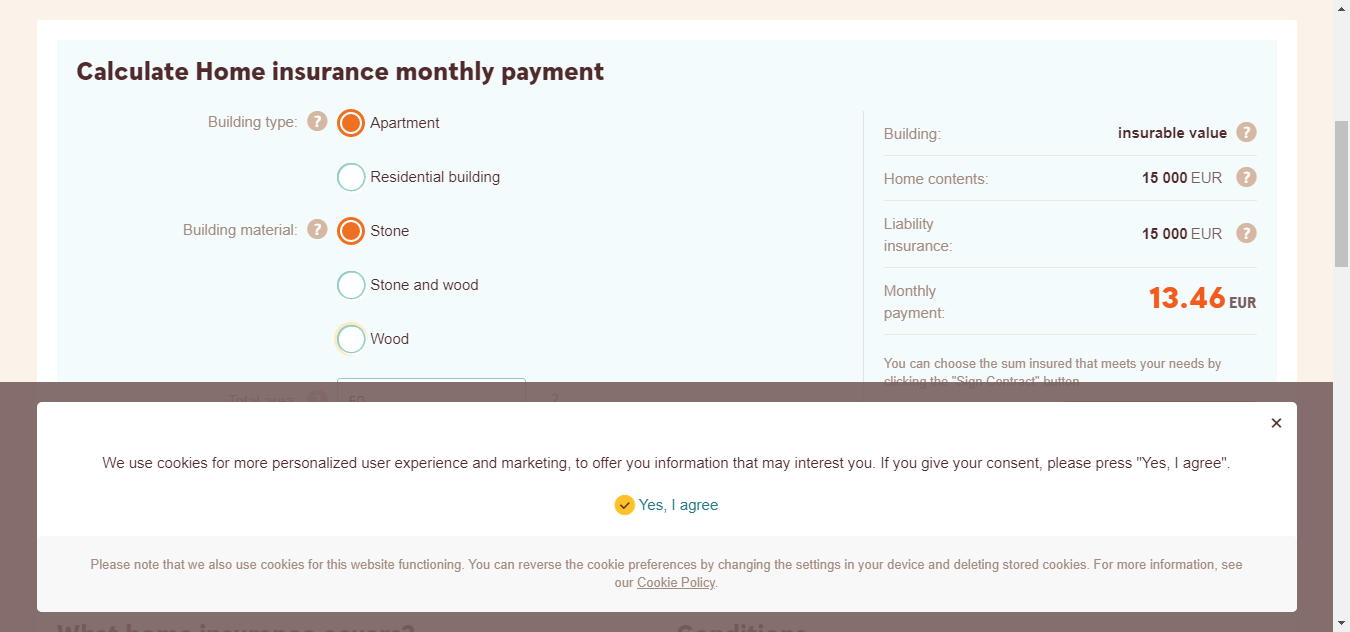 Calculate Home insurance monthly payment
Building type: ? Apartment
Residential building
Building material: ? Stone
Stone and wood
Wood
Total area: ? 50
Building: insurable value ?
Home contents: 15 000 EUR ?
Liability
insurance: 15 000 EUR ?
Monthly
payment: 13.46 EUR
You can choose the sum insured that meets your needs by
clicking the "Sign Contract" button.
We use cookies for more personalized user experience and marketing, to offer you information that may interest you. If you give your consent, please press "Yes, I agree".
Yes, I agree
Please note that we also use cookies for this website functioning. You can reverse the cookie preferences by changing the settings in your device and deleting stored cookies. For more information, see
our Cookie Policy.
What home insurance covers?
Conditions